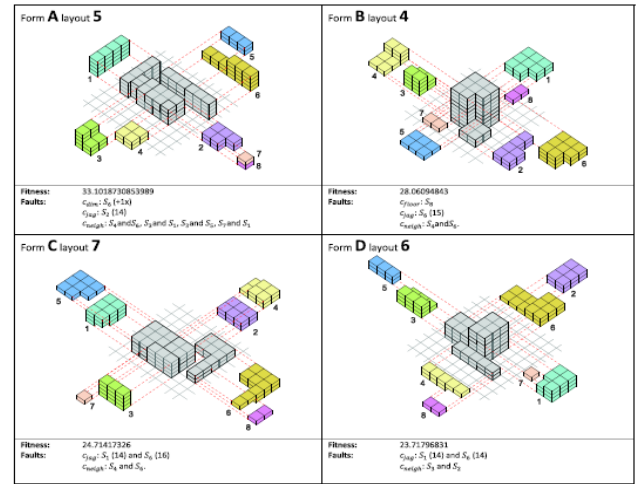 Form A layout 5
1
5
6
3
4
2
7
8
Fitness: 33.1018730853989
Faults: c_dim: S_6 (+1x)
c_jag: S_3 (14)
c_neigh: S_4 and S_6, S_3 and S_1, S_3 and S_5, S_7 and S_1
Form B layout 4
4
3
1
7
8
5
2
6
Fitness: 28.06094843
Faults: c_floor: S_8
c_jag: S_6 (15)
c_neigh: S_4 and S_6.
Form C layout 7
5
1
4
2
7
3
6
8
Fitness: 24.71417326
Faults: c_jag: S_1 (14) and S_6 (16)
c_neigh: S_4 and S_6.
Form D layout 6
5
3
2
6
4
7
1
8
Fitness: 23.71796831
Faults: c_jag: S_1 (14) and S_6 (14)
c_neigh: S_3 and S_2